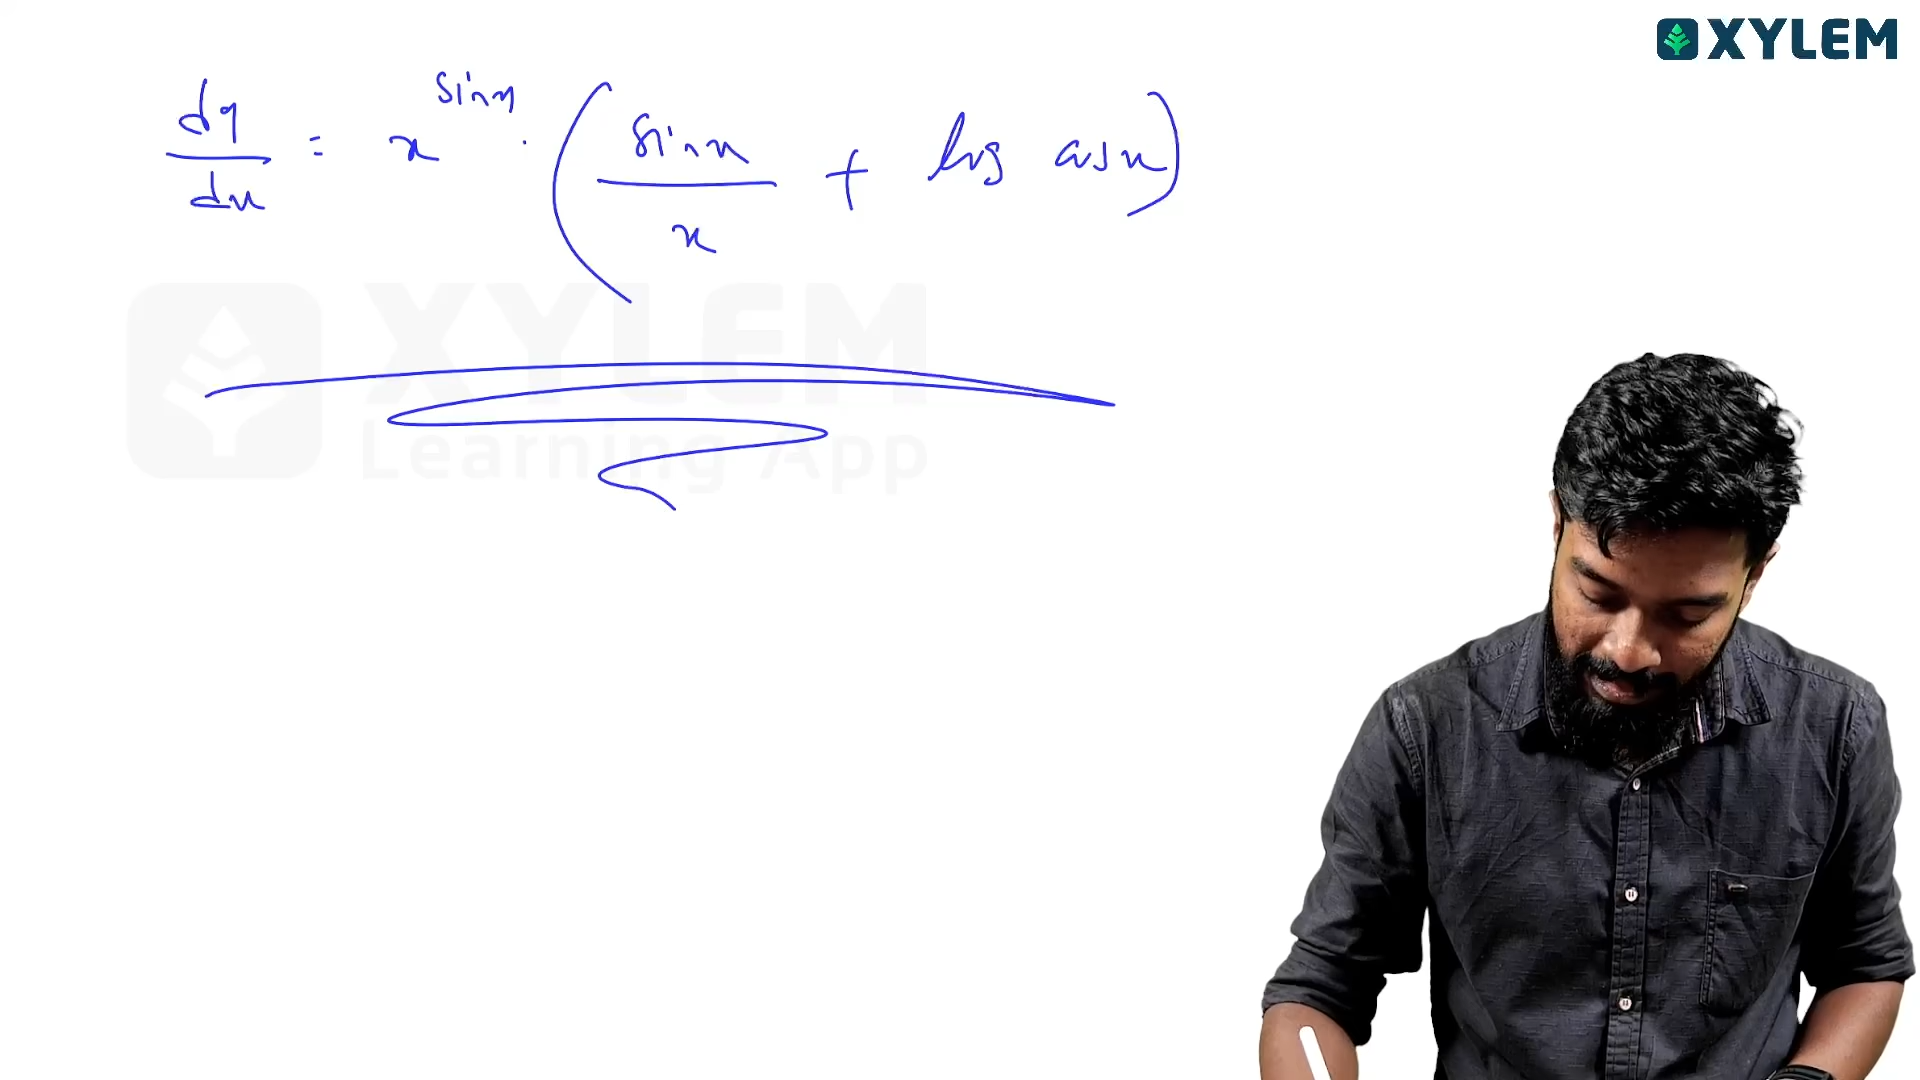 XYLEM
dy/dx = x^sinx · (sinx/x + log cosx)
XYLEM
Learning App